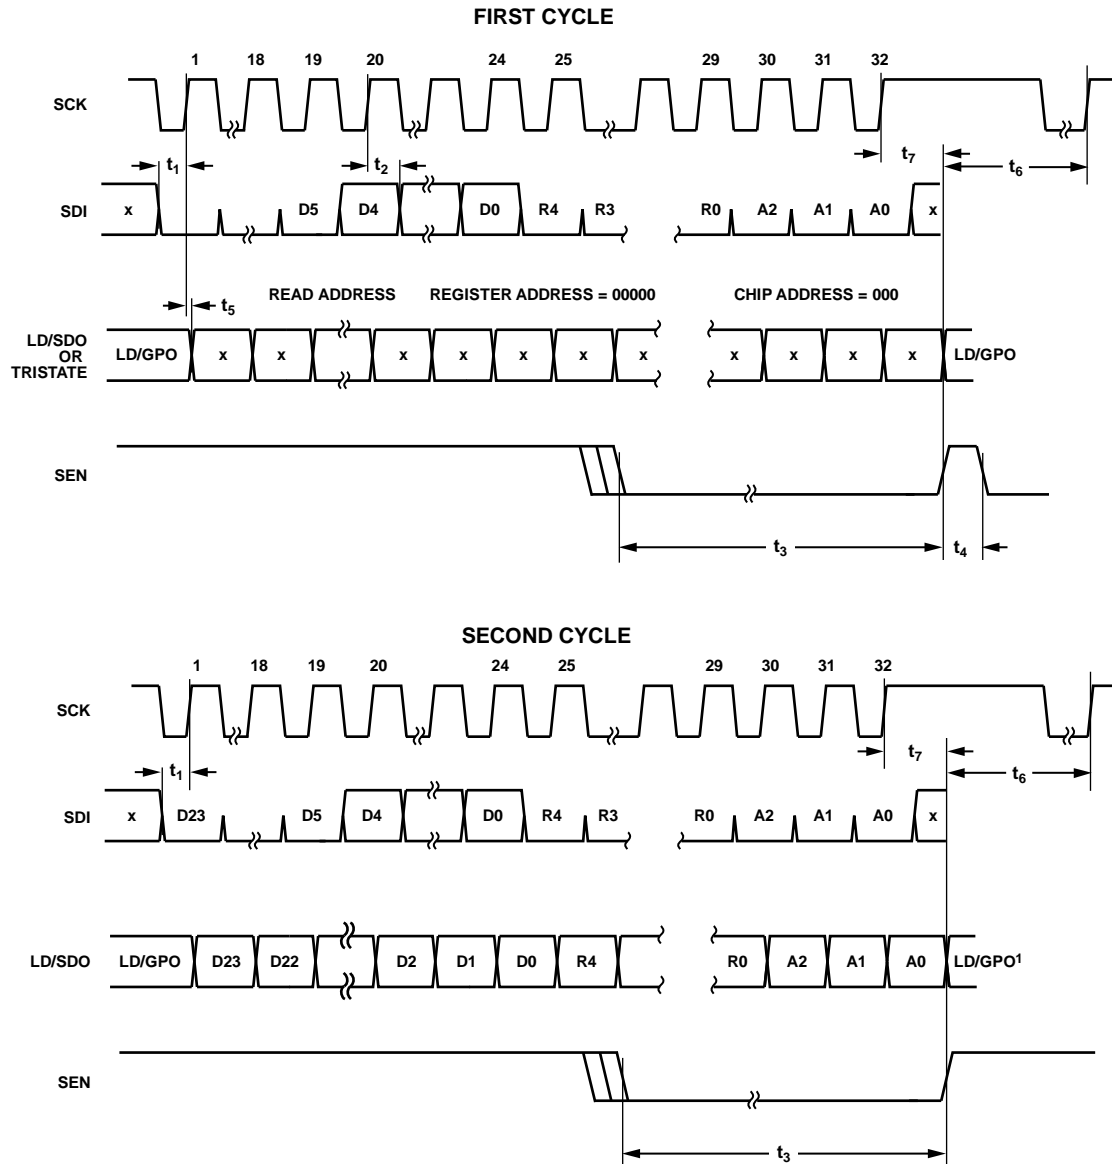 FIRST CYCLE
1 18 19 20 24 25 29 30 31 32
SCK
t1 t2 t7 t6
SDI x D5 D4 D0 R4 R3 R0 A2 A1 A0 x
READ ADDRESS REGISTER ADDRESS = 00000 CHIP ADDRESS = 000
t5
LD/SDO
OR
TRISTATE
LD/GPO x x x x x x x x x x x LD/GPO
SEN
t3 t4
SECOND CYCLE
1 18 19 20 24 25 29 30 31 32
SCK
t1 t7 t6
SDI x D23 D5 D4 D0 R4 R3 R0 A2 A1 A0 x
LD/SDO LD/GPO D23 D22 D2 D1 D0 R4 R0 A2 A1 A0 LD/GPO1
SEN
t3